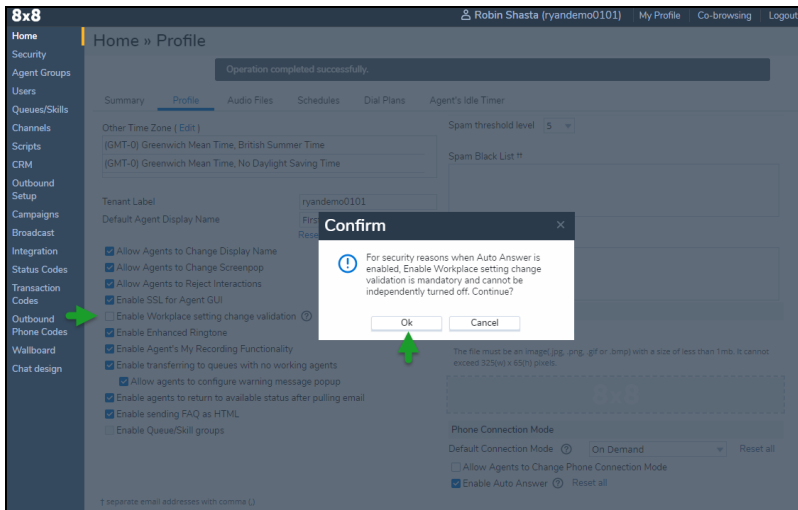 8x8
Robin Shasta (ryandemo0101) My Profile Co-browsing Logout
Home
Security
Agent Groups
Users
Queues/Skills
Channels
Scripts
CRM
Outbound
Setup
Campaigns
Broadcast
Integration
Status Codes
Transaction
Codes
Outbound
Phone Codes
Wallboard
Chat design
Home » Profile
Operation completed successfully.
Summary Profile Audio Files Schedules Dial Plans Agent's Idle Timer
Other Time Zone ( Edit )
(GMT-0) Greenwich Mean Time, British Summer Time
(GMT-0) Greenwich Mean Time, No Daylight Saving Time
Tenant Label ryandemo0101
Default Agent Display Name
Allow Agents to Change Display Name
Allow Agents to Change Screenpop
Allow Agents to Reject
Interactions
Enable SSL for Agent GUI
Enable Workplace setting change validation ?
Enable Enhanced Ringtone
Enable Agent's My Recording Functionality
Enable transferring to queues with no working agents
Allow agents to configure warning message popup
Enable agents to return to available status after pulling email
Enable sending FAQ as HTML
Enable Queue/Skill groups
† separate email addresses with comma (,)
Spam threshold level 5
Spam Black List ††
Confirm ×
For security reasons when Auto Answer is
enabled, Enable Workplace setting change
validation is mandatory and cannot be
independently turned off. Continue?
Ok Cancel
The file must be an image(.jpg, .png, .gif or .bmp) with a size of less than 1mb. It cannot
exceed 325(w) x 65(h) pixels.
8x8
Phone Connection Mode
Default Connection Mode ? On Demand Reset all
Allow Agents to Change Phone Connection Mode
Enable Auto Answer ? Reset all